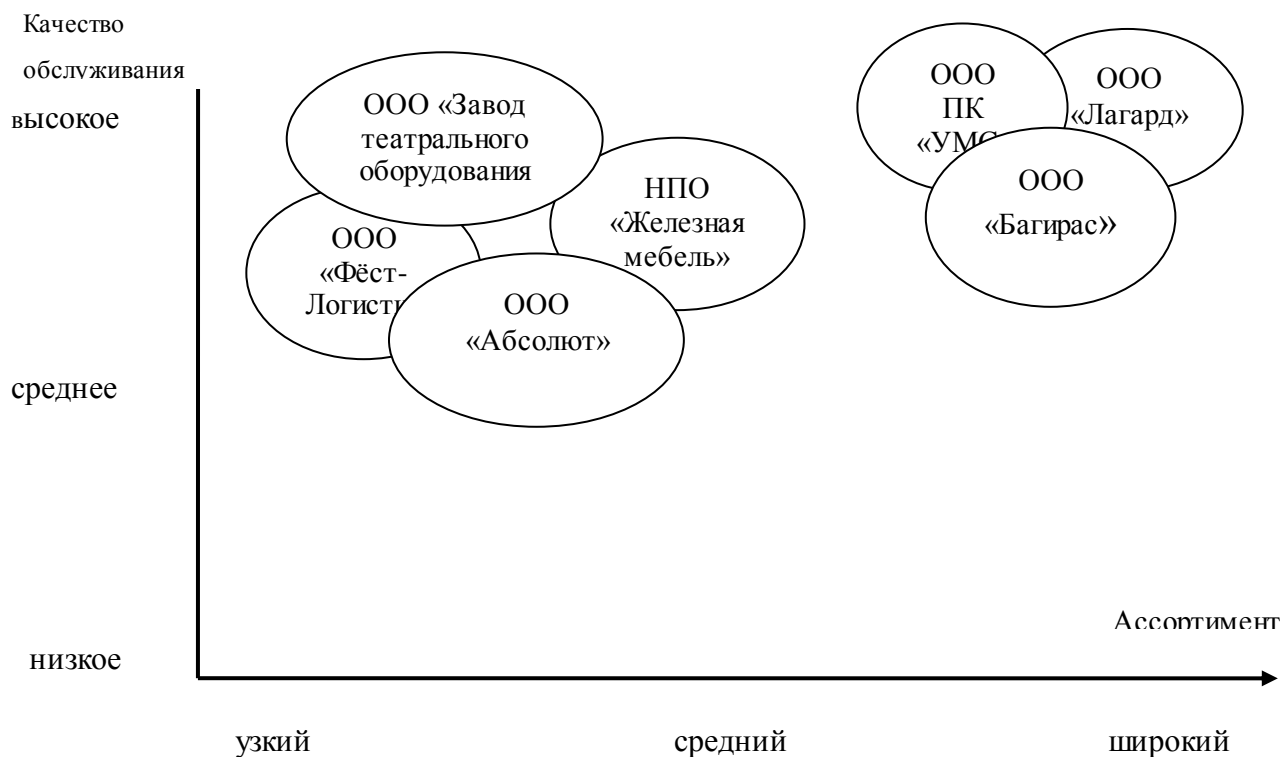 Качество
обслуживания
высокое
ООО «Завод
театрального
оборудования
ООО
ПК
ООО
«Лагард»
ООО
«Багирас»
НПО
«Железная
мебель»
ООО
«Фёст-
ООО
«Абсолют»
среднее
Ассортимент
низкое
узкий
средний
широкий